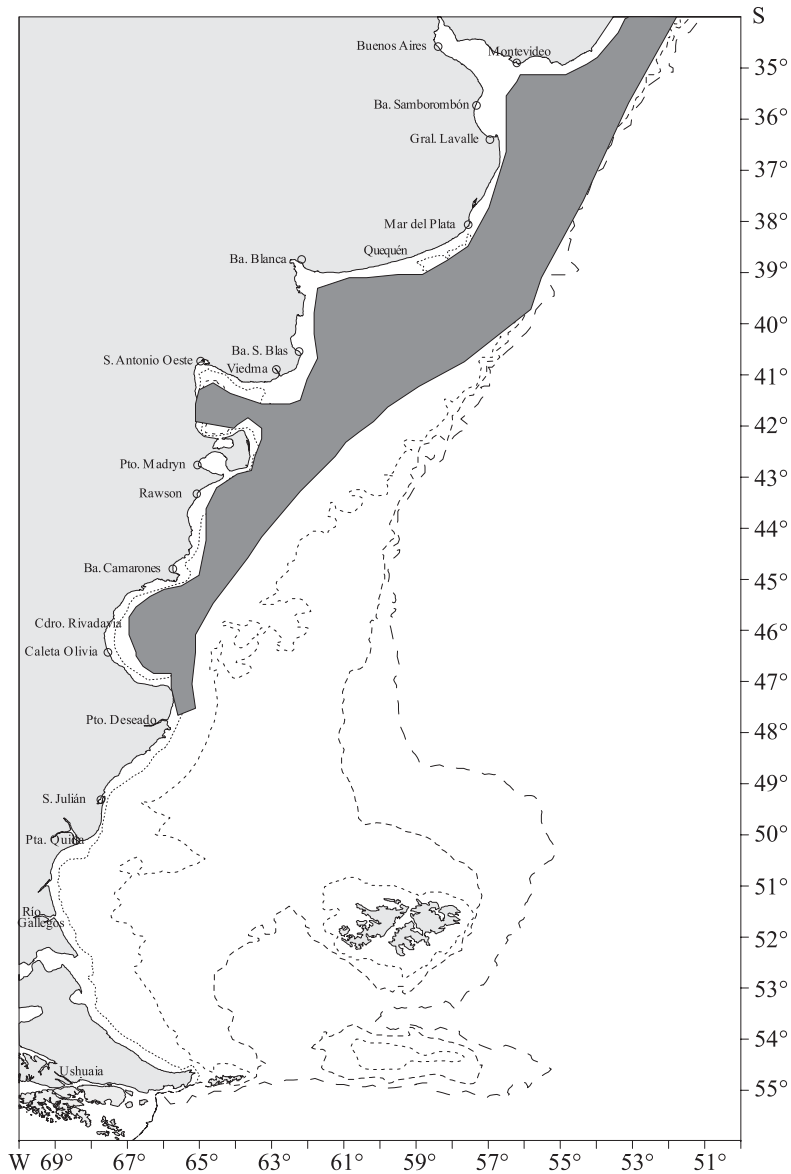 S
Buenos Aires
Montevideo
35°
Ba. Samborombón
36°
Gral. Lavalle
37°
Mar del Plata
38°
Quequén
Ba. Blanca
39°
40°
Ba. S. Blas
S. Antonio Oeste
Viedma
41°
42°
Pto. Madryn
43°
Rawson
44°
Ba. Camarones
45°
Cdro. Rivadavia
46°
Caleta Olivia
47°
Pto. Deseado
48°
49°
S. Julián
50°
Pta. Quilla
51°
Río
Gallegos
52°
53°
54°
Ushuaia
55°
W 69° 67° 65° 63° 61° 59° 57° 55° 53° 51°